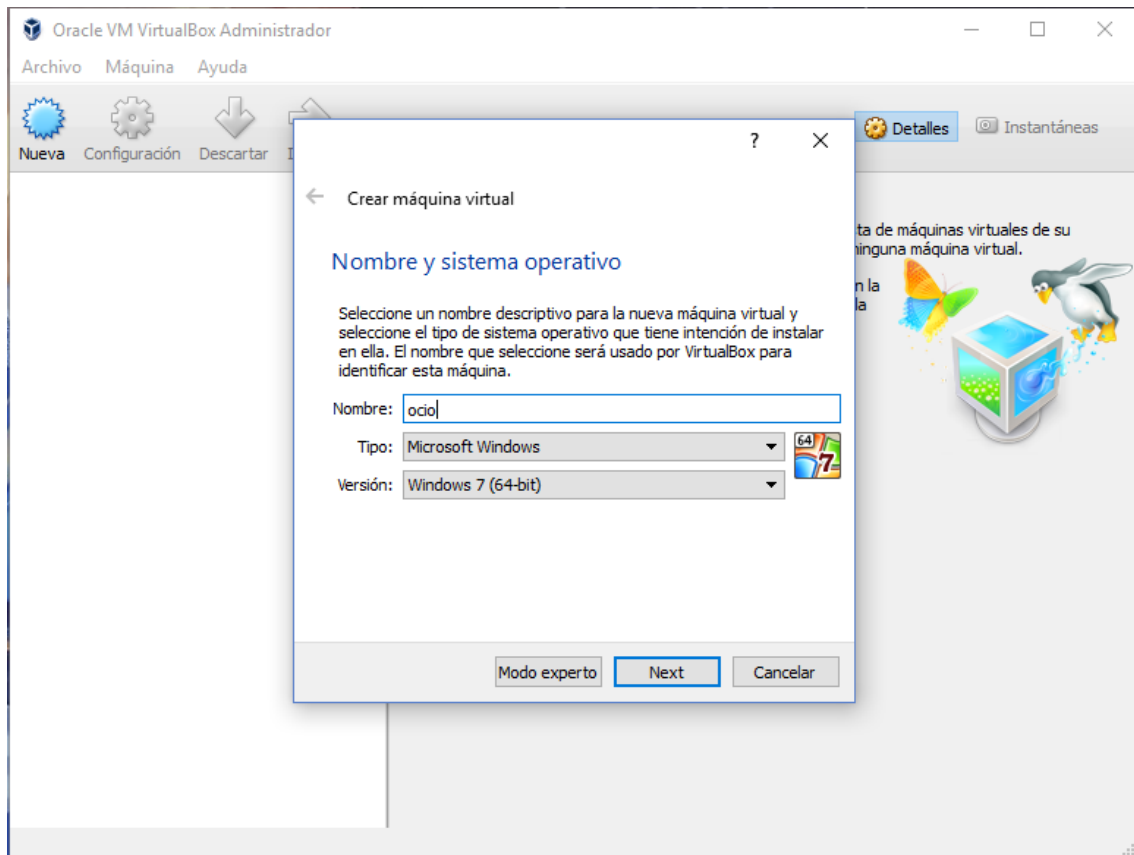 Oracle VM VirtualBox Administrador
Archivo Máquina Ayuda
Nueva Configuración Descartar
Detalles Instantáneas
Crear máquina virtual
Nombre y sistema operativo
Seleccione un nombre descriptivo para la nueva máquina virtual y
seleccione el tipo de sistema operativo que tiene intención de instalar
en ella. El nombre que seleccione será usado por VirtualBox para
identificar esta máquina.
Nombre: ocio
Tipo: Microsoft Windows
64
7
Versión: Windows 7 (64-bit)
Modo experto Next Cancelar
de máquinas virtuales de su
máquina virtual.
la